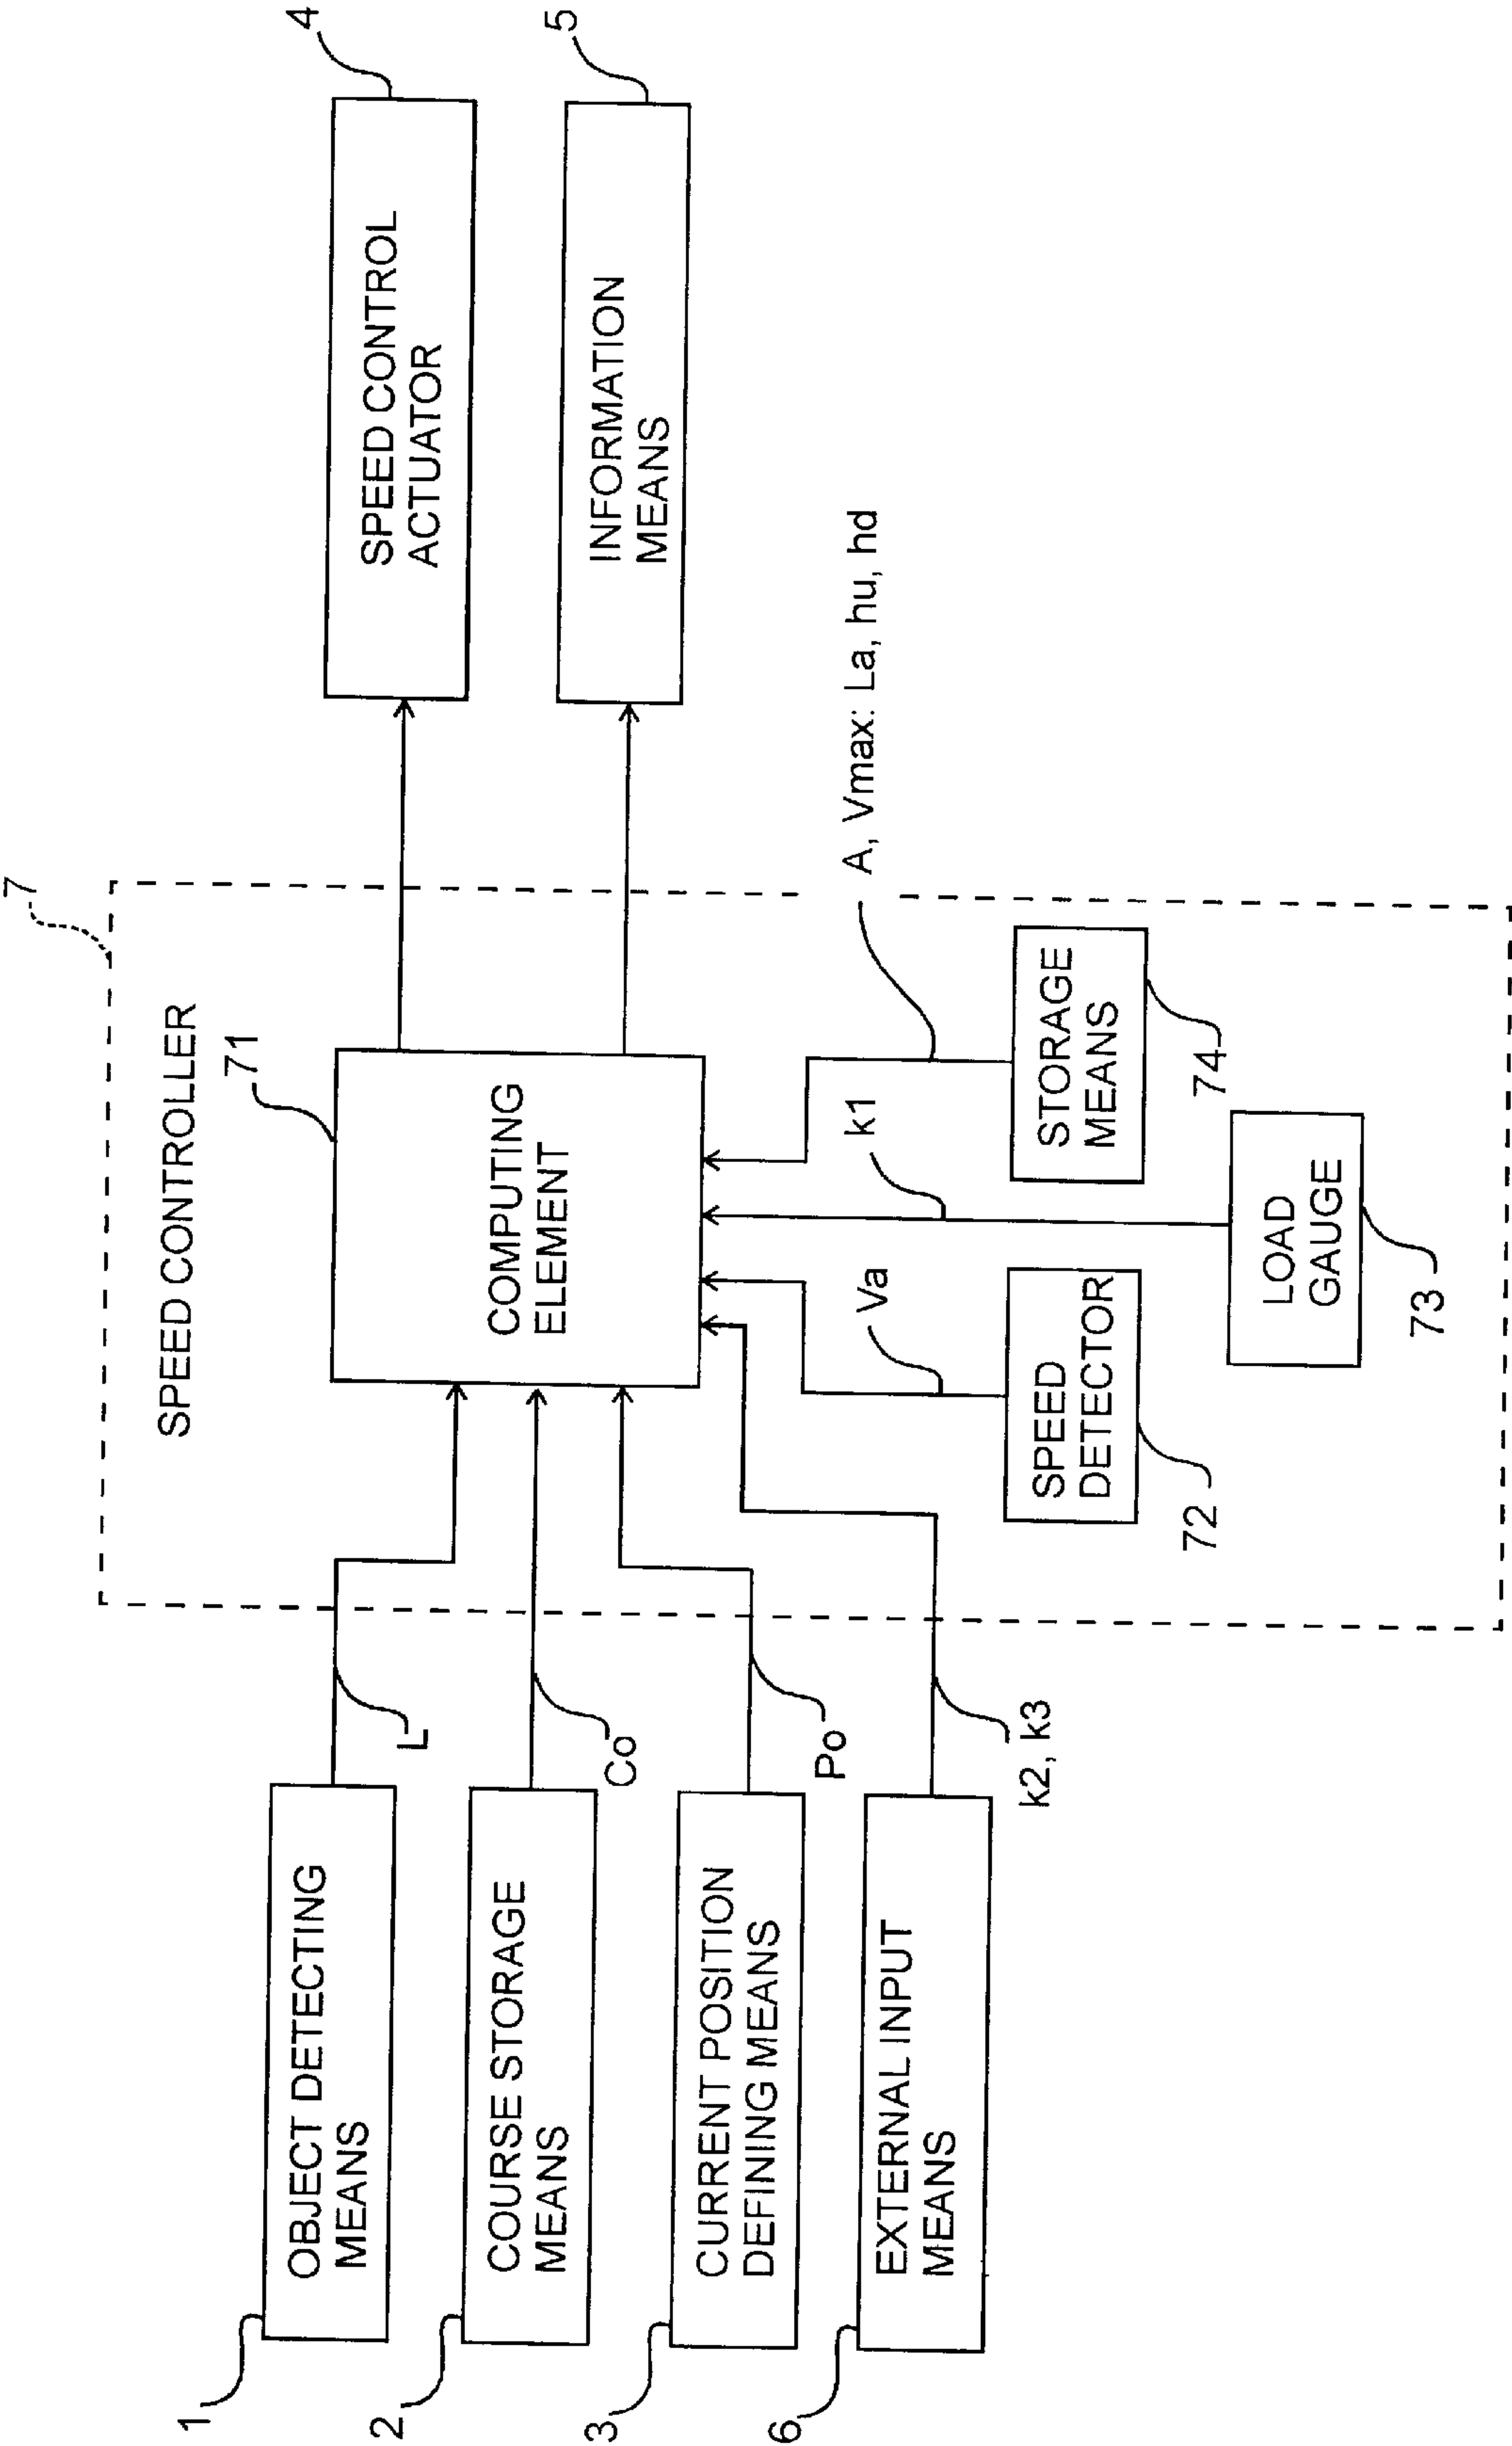 7
SPEED CONTROLLER
1
OBJECT DETECTING
MEANS
L
2
COURSE STORAGE
MEANS
Co
3
CURRENT POSITION
DEFINING MEANS
Po
6
EXTERNAL INPUT
MEANS
k2, k3
71
COMPUTING
ELEMENT
Va
k1
A, Vmax: La, hu, hd
SPEED
DETECTOR
72
LOAD
GAUGE
73
STORAGE
MEANS
74
4
SPEED CONTROL
ACTUATOR
5
INFORMATION
MEANS